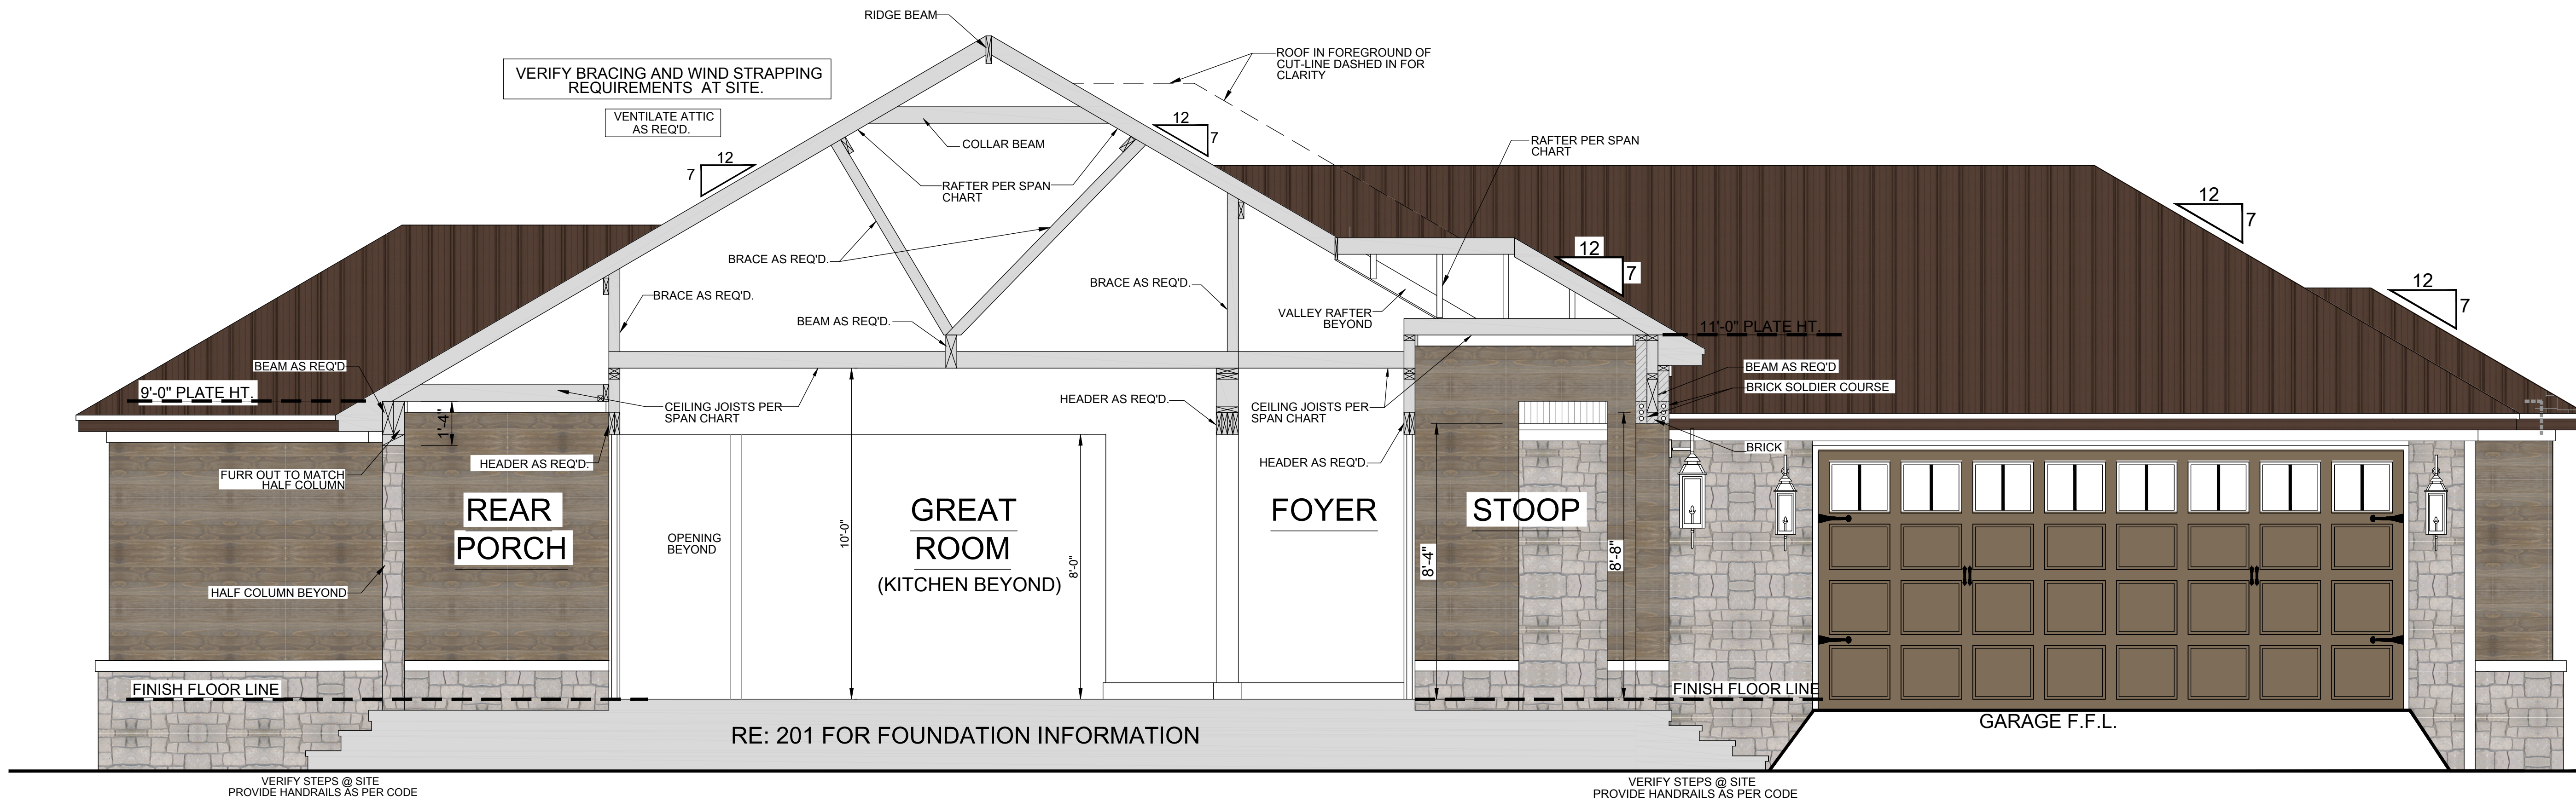 RIDGE BEAM
VERIFY BRACING AND WIND STRAPPING
REQUIREMENTS AT SITE.
VENTILATE ATTIC
AS REQ'D.
ROOF IN FOREGROUND OF
CUT-LINE DASHED IN FOR
CLARITY
12
7
12
7
COLLAR BEAM
RAFTER PER SPAN
CHART
RAFTER PER SPAN
CHART
12
7
12
7
12
7
BRACE AS REQ'D.
BRACE AS REQ'D.
BRACE AS REQ'D.
BEAM AS REQ'D.
VALLEY RAFTER
BEYOND
11'-0" PLATE HT.
BEAM AS REQ'D
9'-0" PLATE HT.
1'-4"
CEILING JOISTS PER
SPAN CHART
HEADER AS REQ'D.
CEILING JOISTS PER
SPAN CHART
BEAM AS REQ'D
BRICK SOLDIER COURSE
BRICK
FURR OUT TO MATCH
HALF COLUMN
HEADER AS REQ'D.
HEADER AS REQ'D.
REAR
PORCH
OPENING
BEYOND
10'-0"
GREAT
ROOM
(KITCHEN BEYOND)
8'-0"
FOYER
STOOP
8'-4"
8'-8"
HALF COLUMN BEYOND
FINISH FLOOR LINE
FINISH FLOOR LINE
GARAGE F.F.L.
RE: 201 FOR FOUNDATION INFORMATION
VERIFY STEPS @ SITE
PROVIDE HANDRAILS AS PER CODE
VERIFY STEPS @ SITE
PROVIDE HANDRAILS AS PER CODE